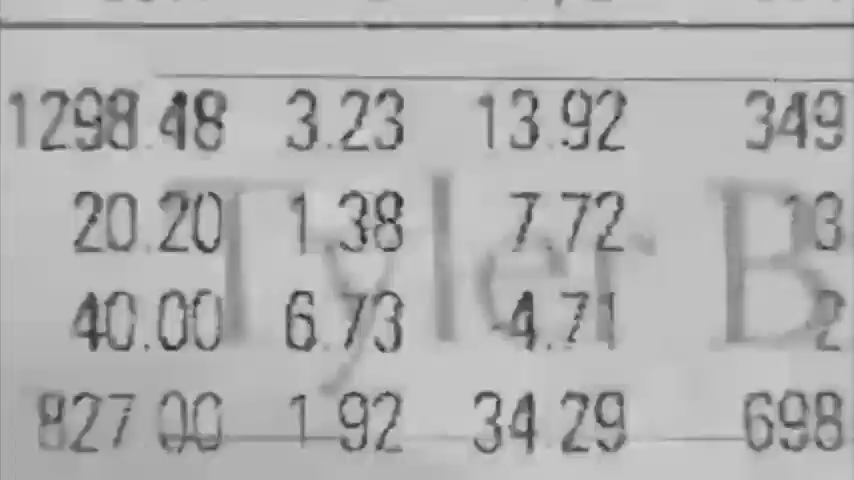 1298.48 3.23 13.92 349
20.20 1.38 7.72 13
Tyler B
40.00 6.73 4.71 2
827.00 1.92 34.29 698